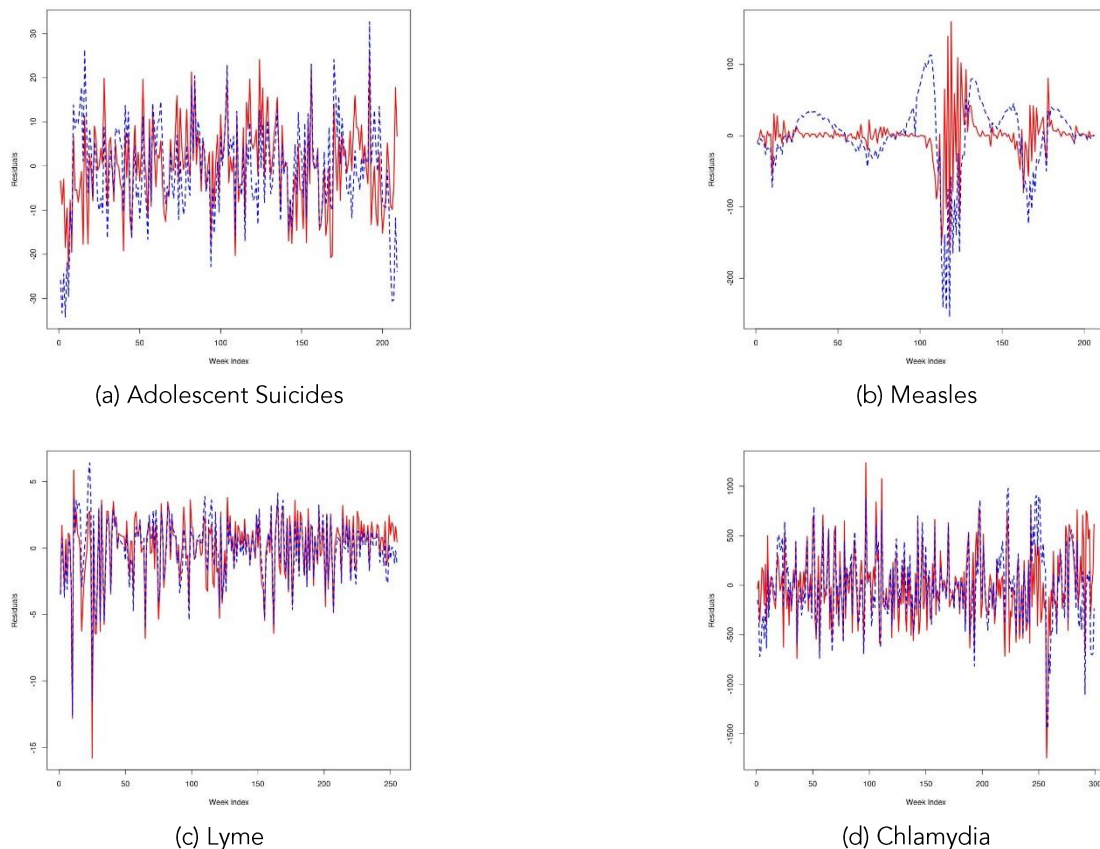 30
20
10
0
-10
-20
-30
Residuals
0 50 100 150 200
Week Index
(a) Adolescent Suicides
100
0
-100
-200
Residuals
0 50 100 150 200
Week Index
(b) Measles
5
0
-5
-10
-15
Residuals
0 50 100 150 200 250
Week Index
(c) Lyme
1000
500
0
-500
-1000
-1500
Residuals
0 50 100 150 200 250 300
Week Index
(d) Chlamydia